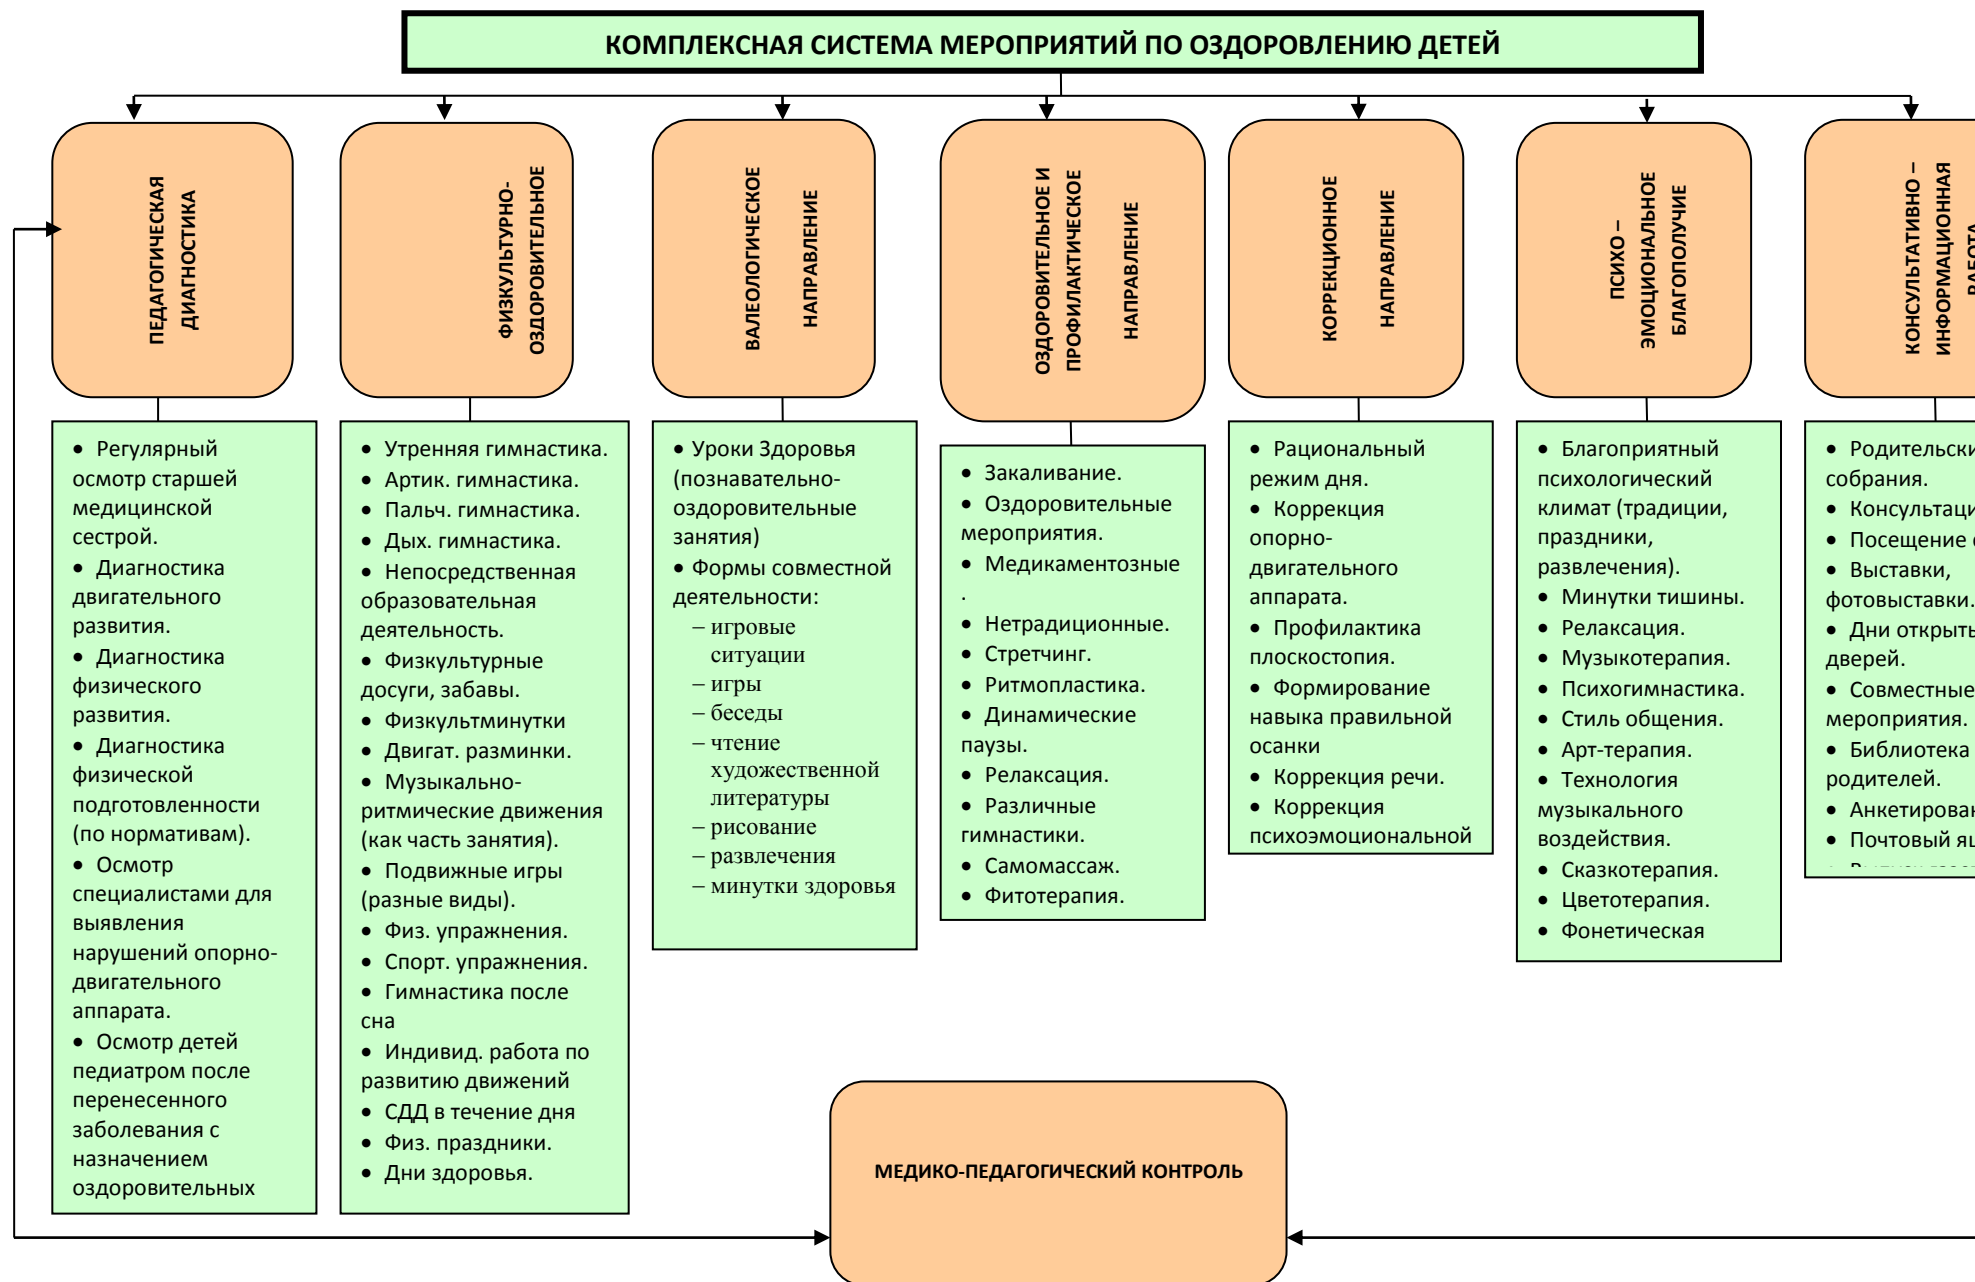 КОМПЛЕКСНАЯ СИСТЕМА МЕРОПРИЯТИЙ ПО ОЗДОРОВЛЕНИЮ ДЕТЕЙ
ПЕДАГОГИЧЕСКАЯ
ДИАГНОСТИКА
ФИЗКУЛЬТУРНО-
ОЗДОРОВИТЕЛЬНОЕ
ВАЛЕОЛОГИЧЕСКОЕ
НАПРАВЛЕНИЕ
ОЗДОРОВИТЕЛЬНОЕ И
ПРОФИЛАКТИЧЕСКОЕ
НАПРАВЛЕНИЕ
КОРРЕКЦИОННОЕ
НАПРАВЛЕНИЕ
ПСИХО –
ЭМОЦИОНАЛЬНОЕ
БЛАГОПОЛУЧИЕ
КОНСУЛЬТАТИВНО –
ИНФОРМАЦИОННАЯ
• Регулярный
осмотр старшей
медицинской
сестрой.
• Диагностика
двигательного
развития.
• Диагностика
физического
развития.
• Диагностика
физической
подготовленности
(по нормативам).
• Осмотр
специалистами для
выявления
нарушений опорно-
двигательного
аппарата.
• Осмотр детей
педиатром после
перенесенного
заболевания с
назначением
оздоровительных
• Утренняя гимнастика.
• Артик. гимнастика.
• Пальч. гимнастика.
• Дых. гимнастика.
• Непосредственная
образовательная
деятельность.
• Физкультурные
досуги, забавы.
• Физкультминутки
• Двигат. разминки.
• Музыкально-
ритмические движения
(как часть занятия).
• Подвижные игры
(разные виды).
• Физ. упражнения.
• Спорт. упражнения.
• Гимнастика после
сна
• Индивид. работа по
развитию движений
• СДД в течение дня
• Физ. праздники.
• Дни здоровья.
• Уроки Здоровья
(познавательно-
оздоровительные
занятия)
• Формы совместной
деятельности:
– игровые
ситуации
– игры
– беседы
– чтение
художественной
литературы
– рисование
– развлечения
– минутки здоровья
• Закаливание.
• Оздоровительные
мероприятия.
• Медикаментозные
.
• Нетрадиционные.
• Стретчинг.
• Ритмопластика.
• Динамические
паузы.
• Релаксация.
• Различные
гимнастики.
• Самомассаж.
• Фитотерапия.
• Рациональный
режим дня.
• Коррекция
опорно-
двигательного
аппарата.
• Профилактика
плоскостопия.
• Формирование
навыка правильной
осанки
• Коррекция речи.
• Коррекция
психоэмоциональной
• Благоприятный
психологический
климат (традиции,
праздники,
развлечения).
• Минутки тишины.
• Релаксация.
• Музыкотерапия.
• Психогимнастика.
• Стиль общения.
• Арт-терапия.
• Технология
музыкального
воздействия.
• Сказкотерапия.
• Цветотерапия.
• Фонетическая
• Родительски
собрания.
• Консультаци
• Посещение
• Выставки,
фотовыставки.
• Дни открыть
дверей.
• Совместные
мероприятия.
• Библиотека
родителей.
• Анкетирован
• Почтовый
МЕДИКО-ПЕДАГОГИЧЕСКИЙ КОНТРОЛЬ